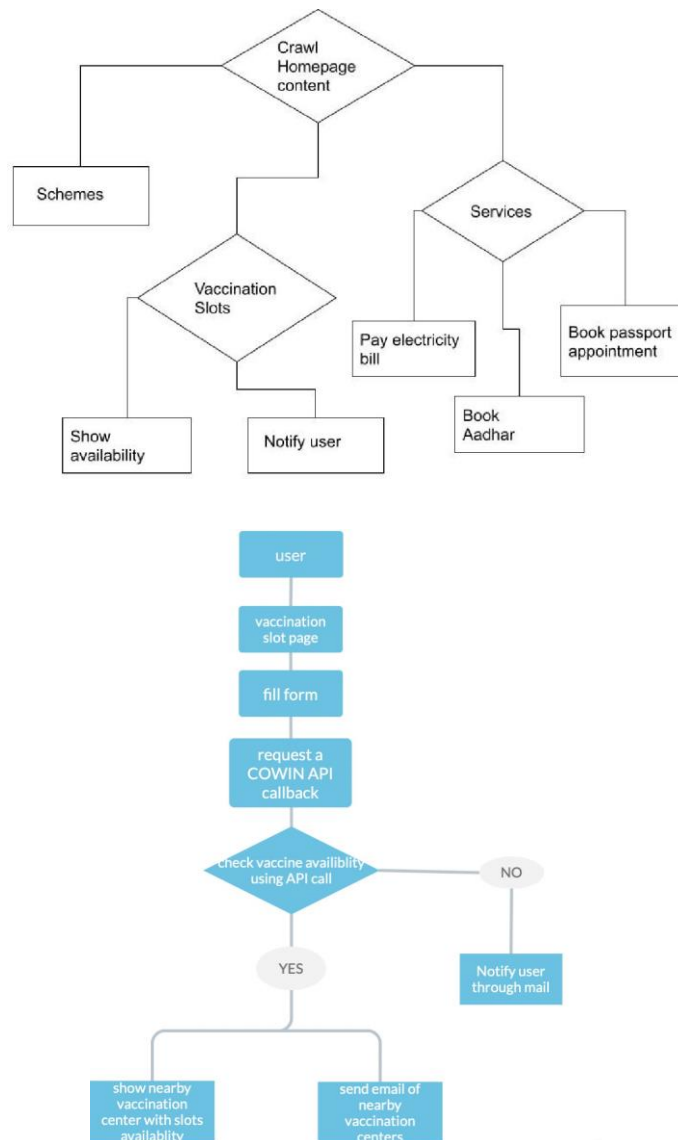 Crawl
Homepage
content
Schemes
Services
Vaccination
Slots
Pay electricity
bill
Book passport
appointment
Book
Aadhar
Show
availability
Notify user
user
vaccination
slot page
fill form
request a
COWIN API
callback
check vaccine availiblity
using API call
NO
YES
Notify user
through mail
show nearby
vaccination
center with slots
availablity
send email of
nearby
vaccination
centers